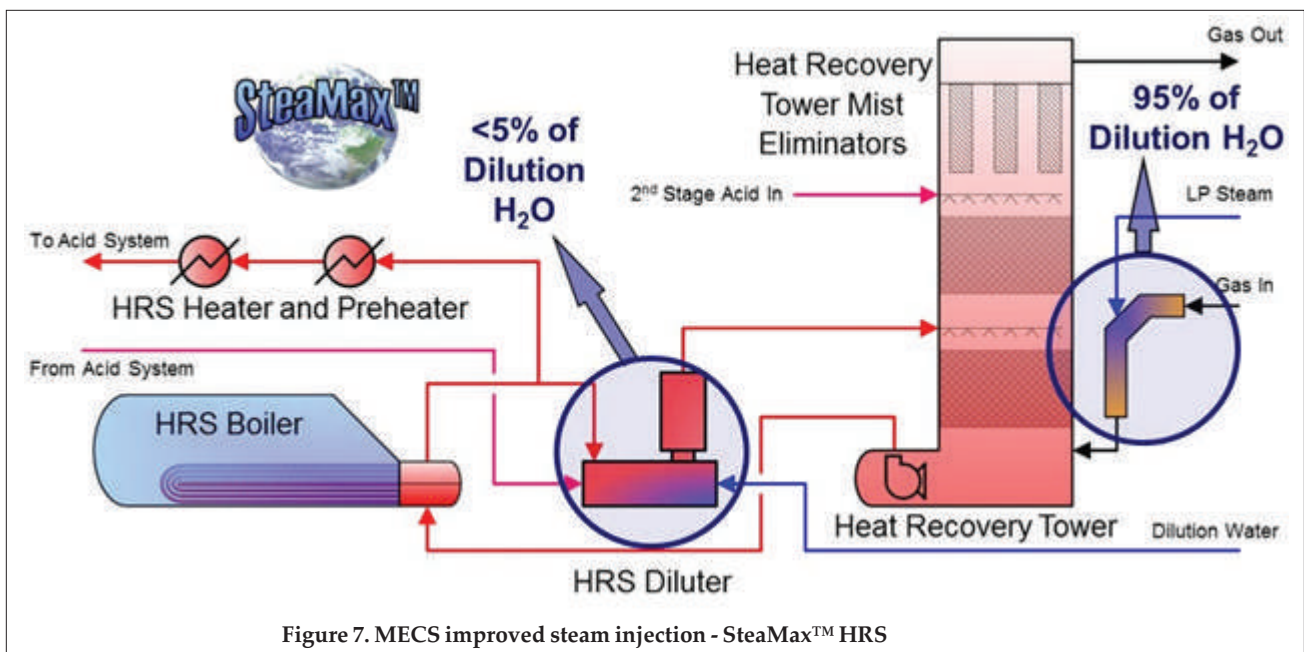 SteaMax™
Heat Recovery
Tower Mist
Eliminators
Gas Out
95% of
Dilution H₂O
<5% of
Dilution
H₂O
2nd Stage Acid In
LP Steam
To Acid System
Gas In
HRS Heater and Preheater
From Acid System
HRS Boiler
Heat Recovery Tower
Dilution Water
HRS Diluter
Figure 7. MECS improved steam injection - SteaMax™ HRS